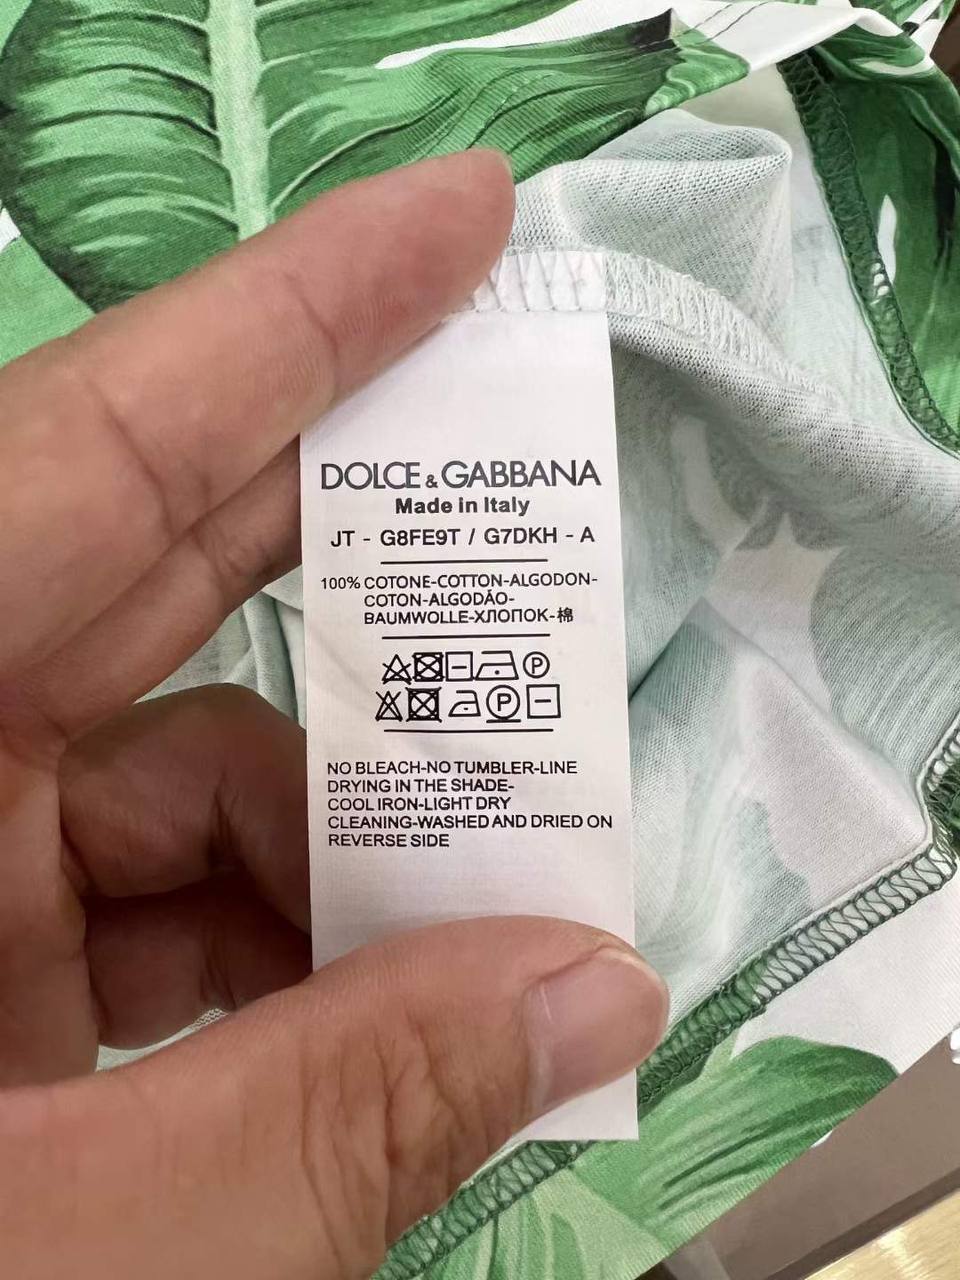 DOLCE & GABBANA
Made in Italy
JT - G8FE9T / G7DKH - A
100% COTONE-COTTON-ALGODON-
COTON-ALGODÃO-
BAUMWOLLE-ХЛОПОК-棉
P
P
NO BLEACH-NO TUMBLER-LINE
DRYING IN THE SHADE-
COOL IRON-LIGHT DRY
CLEANING-WASHED AND DRIED ON
REVERSE SIDE